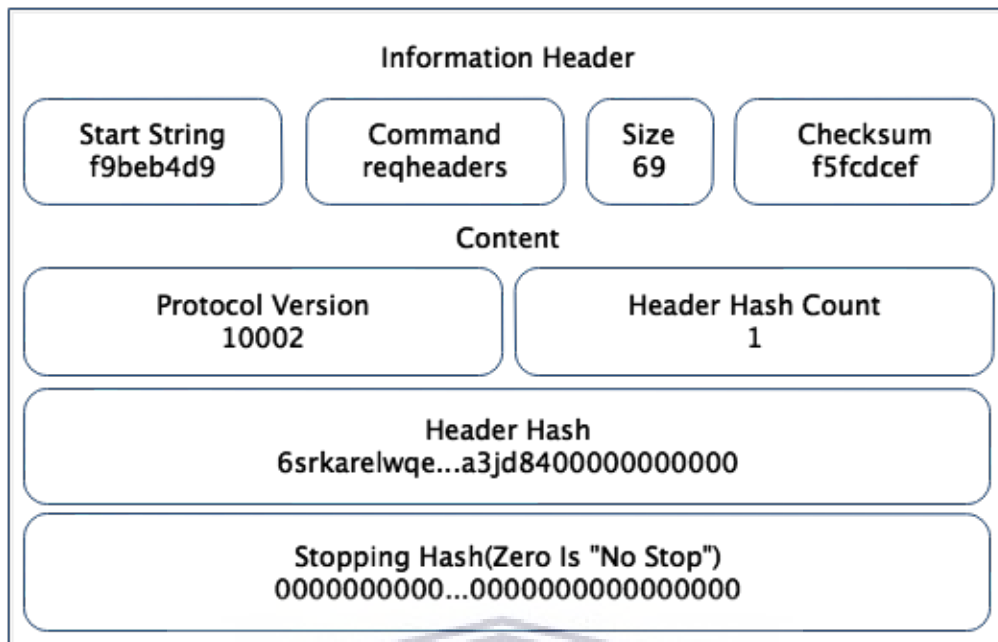 Information Header
Start String
f9beb4d9
Command
reqheaders
Size
69
Checksum
f5fcdcef
Content
Protocol Version
10002
Header Hash Count
1
Header Hash
6srkarelwqe...a3jd8400000000000
Stopping Hash(Zero Is "No Stop")
0000000000...0000000000000000